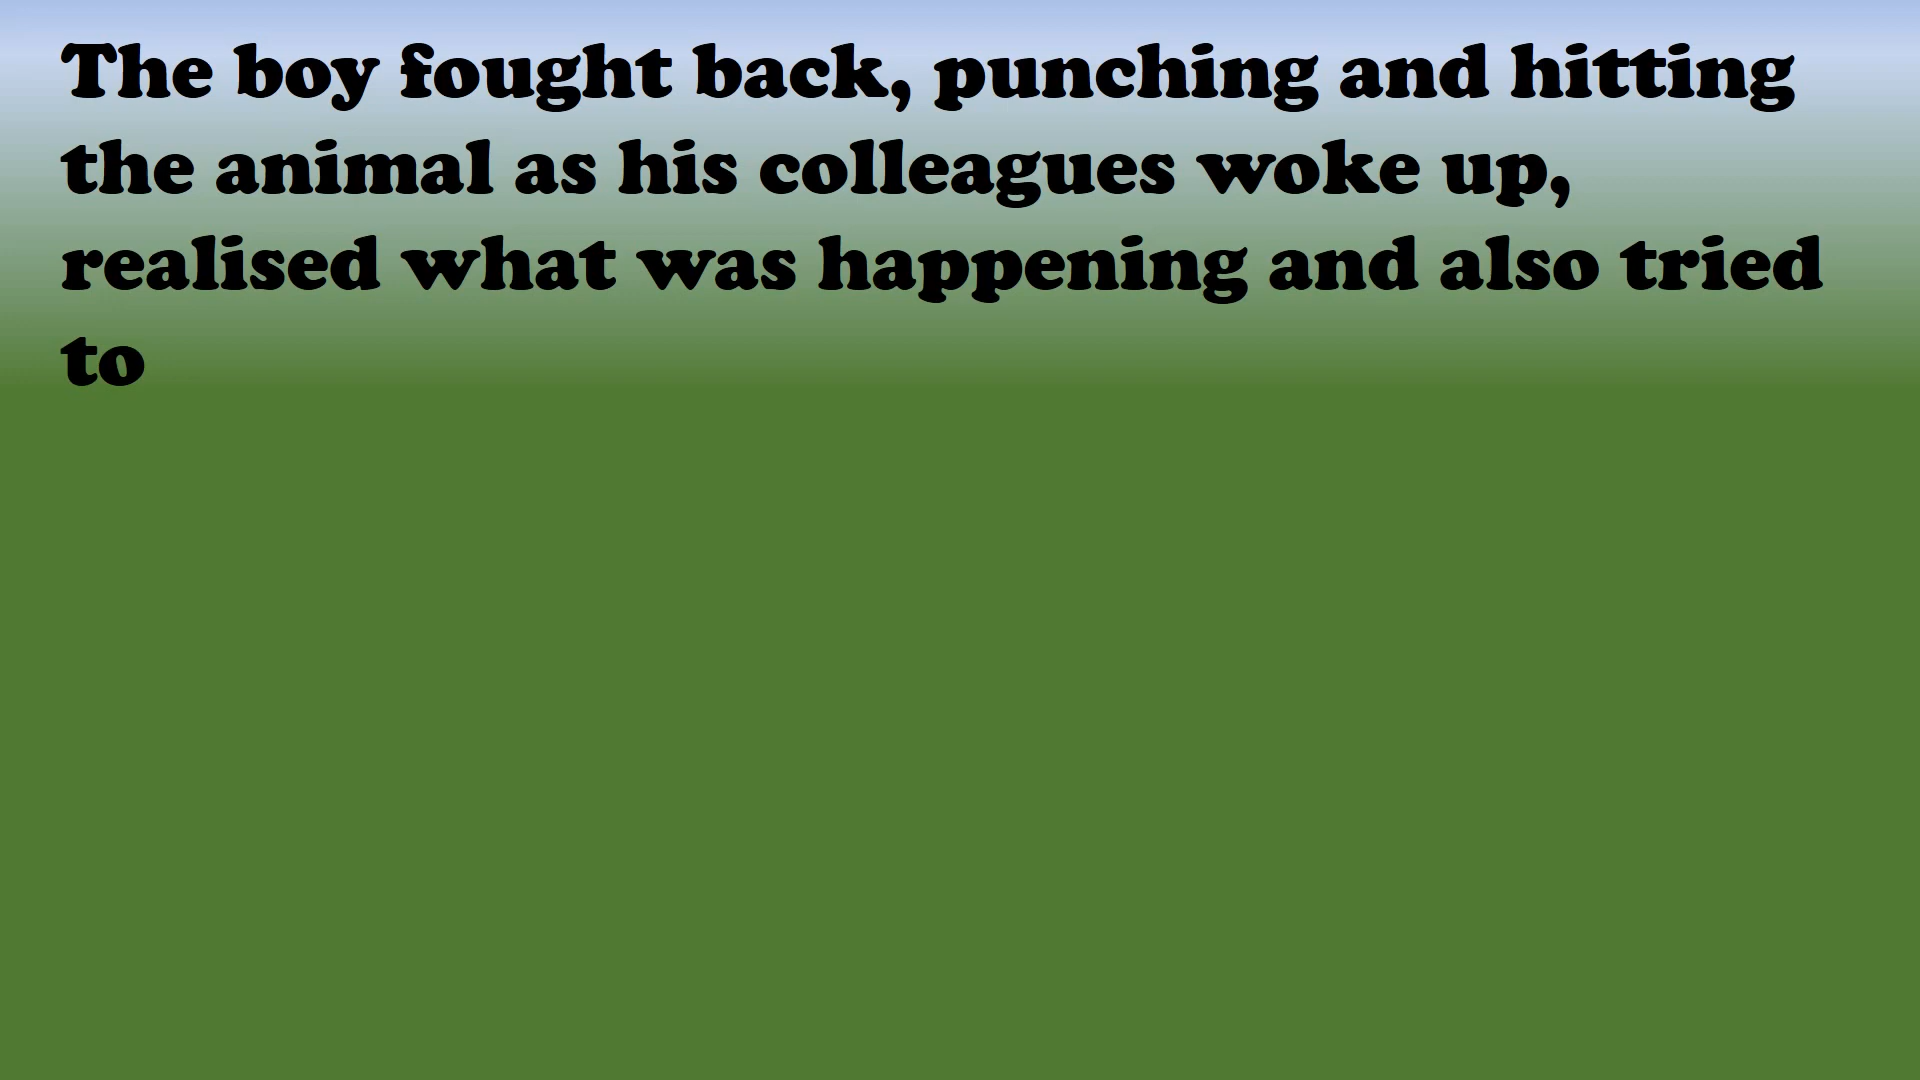 The boy fought back, punching and hitting
the animal as his colleagues woke up,
realised what was happening and also tried
to